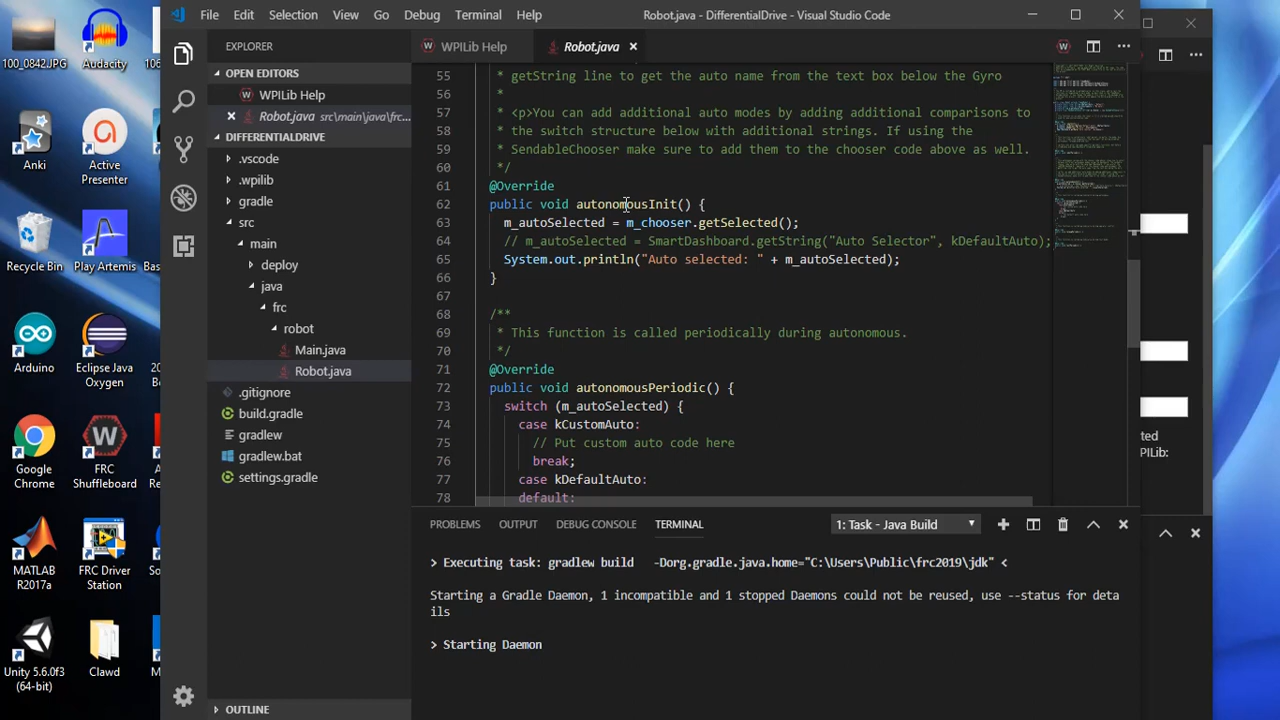 File Edit Selection View Go Debug Terminal Help
Robot.java - DifferentialDrive - Visual Studio Code
EXPLORER
OPEN EDITORS
WPILib Help
Robot.java src\main\java\frc...
DIFFERENTIALDRIVE
.vscode
.wpilib
gradle
src
main
deploy
java
frc
robot
Main.java
Robot.java
.gitignore
build.gradle
gradlew
gradlew.bat
settings.gradle
OUTLINE
WPILib Help Robot.java
55 * getString line to get the auto name from the text box below the Gyro
56 *
57 * <p>You can add additional auto modes by adding additional comparisons to
58 * the switch structure below with additional strings. If using the
59 * SendableChooser make sure to add them to the chooser code above as well.
60 */
61 @Override
62 public void autonomousInit() {
63 m_autoSelected = m_chooser.getSelected();
64 // m_autoSelected = SmartDashboard.getString("Auto Selector", kDefaultAuto);
65 System.out.println("Auto selected: " + m_autoSelected);
66 }
67
68 /**
69 * This function is called periodically during autonomous.
70 */
71 @Override
72 public void autonomousPeriodic() {
73 switch (m_autoSelected) {
74 case kCustomAuto:
75 // Put custom auto code here
76 break;
77 case kDefaultAuto:
78 default:
PROBLEMS OUTPUT DEBUG CONSOLE TERMINAL 1: Task - Java Build
> Executing task: gradlew build -Dorg.gradle.java.home="C:\Users\Public\frc2019\jdk" <
Starting a Gradle Daemon, 1 incompatible and 1 stopped Daemons could not be reused, use --status for deta
ils
> Starting Daemon
100_0842.JPG
Audacity
Anki
Active
Presenter
Recycle Bin
Play Artemis
Arduino
Eclipse Java
Oxygen
Google
Chrome
FRC
Shuffleboard
MATLAB
R2017a
FRC Driver
Station
Unity 5.6.0f3
(64-bit)
Clawd